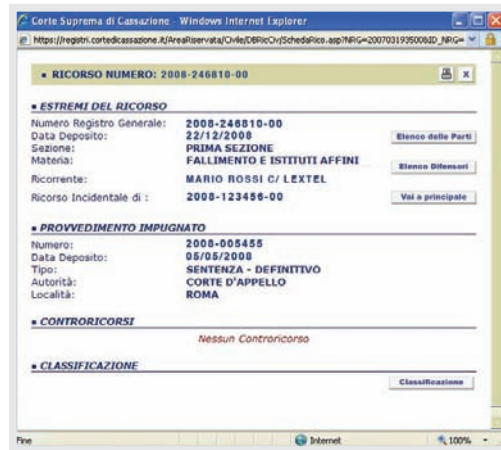 Corte Suprema di Cassazione - Windows Internet Explorer
https://registri.cortedicassazione.it/AreaRiservata/Civile/DBRicCiv/SchedaRico.asp?NRG=200703193500&ID_NRG=
RICORSO NUMERO: 2008-246810-00
x
ESTREMI DEL RICORSO
Numero Registro Generale: 2008-246810-00
Data Deposito: 22/12/2008
Elenco delle Parti
Sezione: PRIMA SEZIONE
Materia: FALLIMENTO E ISTITUTI AFFINI
Elenco Difensori
Ricorrente: MARIO ROSSI C/ LEXTEL
Ricorso Incidentale di : 2008-123456-00
Vai a principale
PROVVEDIMENTO IMPUGNATO
Numero: 2008-005455
Data Deposito: 05/05/2008
Tipo: SENTENZA - DEFINITIVO
Autorità: CORTE D'APPELLO
Località: ROMA
CONTRORICORSI
Nessun Controricorso
CLASSIFICAZIONE
Classificazione
Fine Internet 100%